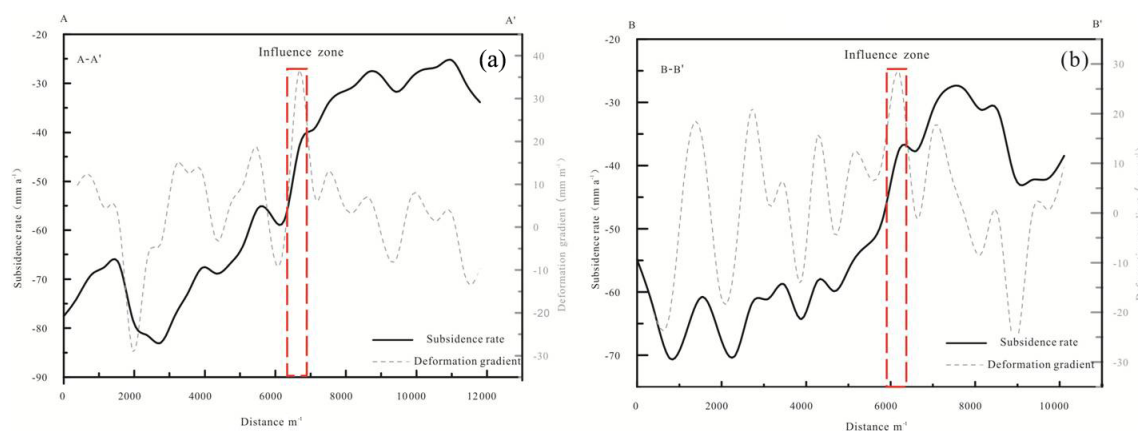 A
A'
A-A'
Influence zone
(a)
-20
-30
-40
-50
-60
-70
-80
-90
45
40
30
20
10
0
-10
-20
-30
Subsidence rate (mm a⁻¹)
Deformation gradient (mm m⁻¹)
Subsidence rate
Deformation gradient
0
2000
4000
6000
8000
10000
12000
Distance m⁻¹
B
B'
B-B'
Influence zone
(b)
-20
-30
-40
-50
-60
-70
30
20
10
0
-10
-20
-30
Subsidence rate (mm a⁻¹)
Subsidence rate
Deformation gradient
0
2000
4000
6000
8000
10000
Distance m⁻¹